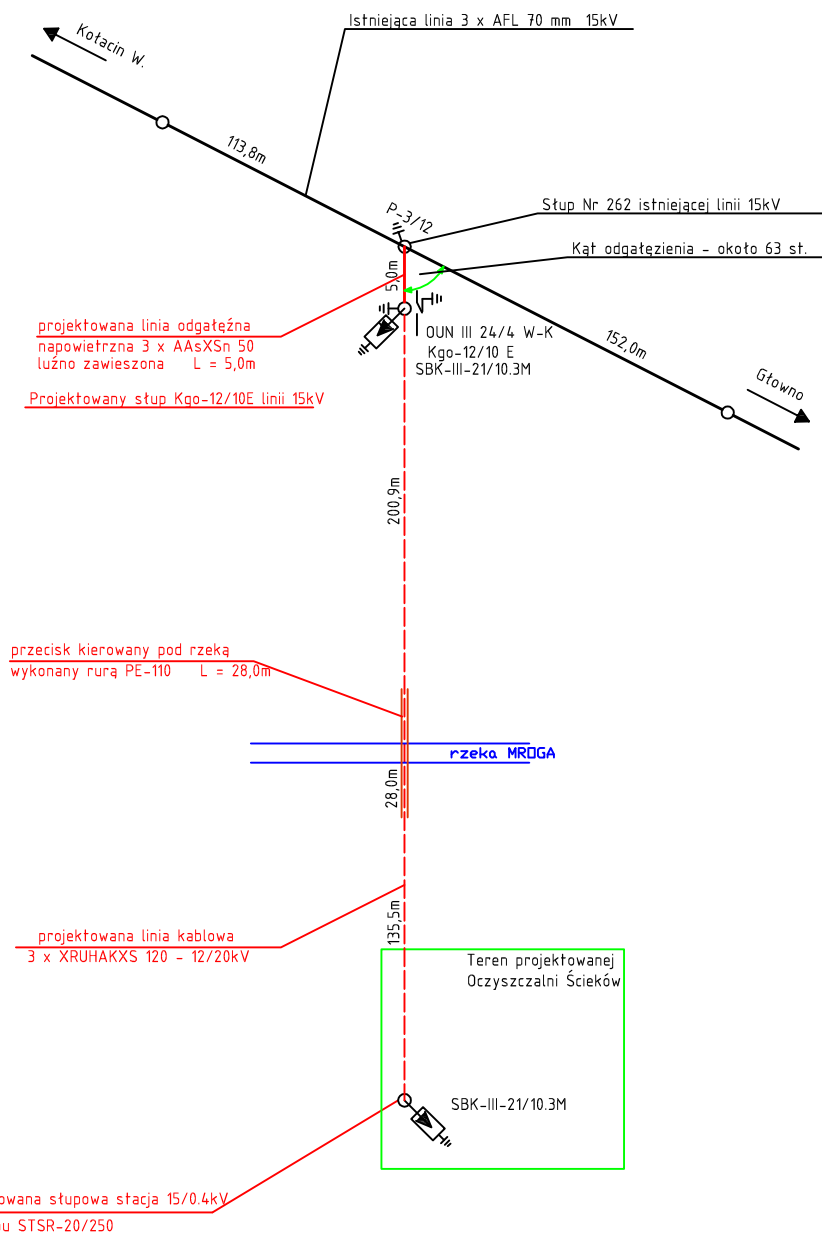 Istniejąca linia 3 x AFL 70 mm 15kV
Kołacin W.
113,8m
P-3/12
Słup Nr 262 istniejącej linii 15kV
Kąt odgałęzienia - około 63 st.
5,0m
projektowana linia odgałęźna
napowietrzna 3 x AAsXSn 50
luźno zawieszona L = 5,0m
OUN III 24/4 W-K
Kgo-12/10 E
SBK-III-21/10.3M
152,0m
Głowno
Projektowany słup Kgo-12/10E linii 15kV
200,9m
przecisk kierowany pod rzeką
wykonany rurą PE-110 L = 28,0m
rzeka MROGA
28,0m
135,5m
projektowana linia kablowa
3 x XRUHAKXS 120 - 12/20kV
Teren projektowanej
Oczyszczalni Ścieków
SBK-III-21/10.3M
owana słupowa stacja 15/0.4kV
u STSR-20/250